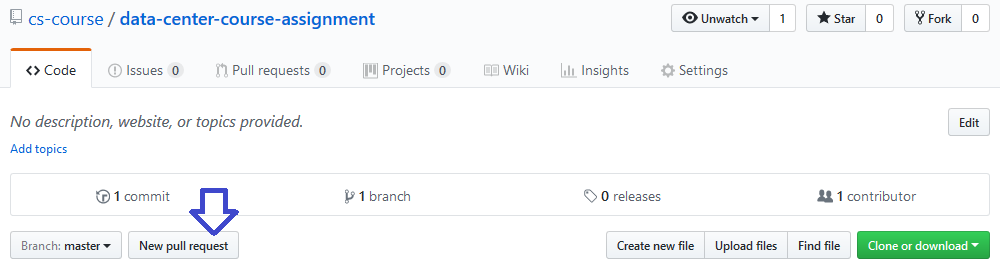 cs-course / data-center-course-assignment Unwatch 1 Star 0 Fork 0
Code Issues 0 Pull requests 0 Projects 0 Wiki Insights Settings
No description, website, or topics provided. Edit
Add topics
1 commit 1 branch 0 releases 1 contributor
Branch: master New pull request Create new file Upload files Find file Clone or download